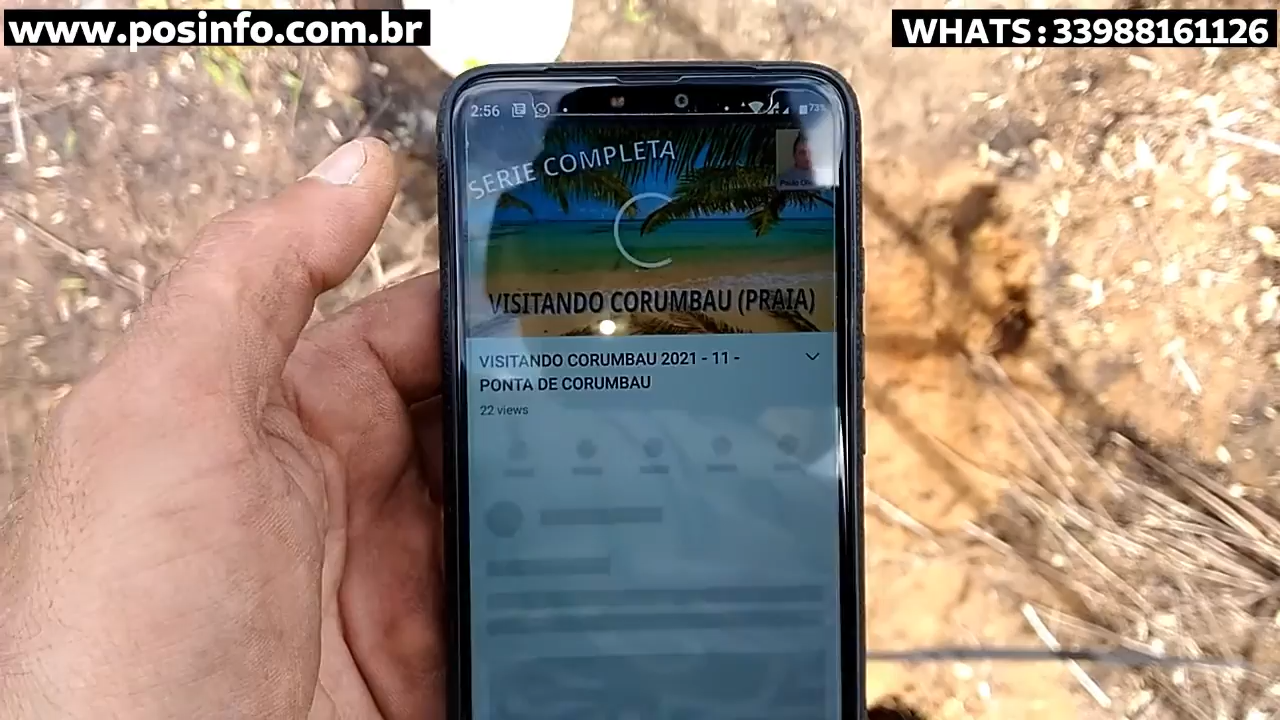 www.posinfo.com.br
WHATS:33988161126
2:56
73%
SERIE COMPLETA
VISITANDO CORUMBAU (PRAIA)
VISITANDO CORUMBAU 2021 - 11 -
PONTA DE CORUMBAU
22 views